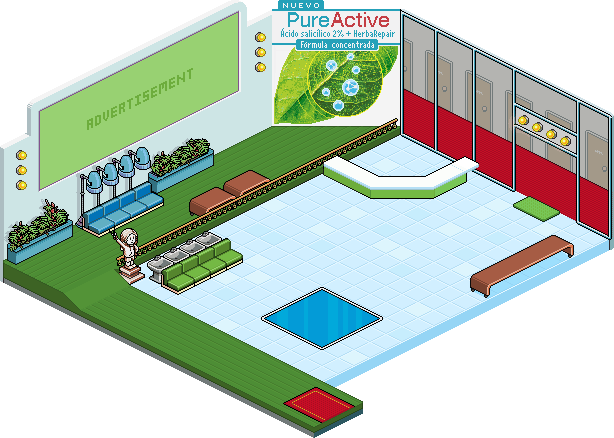 NUEVO
PureActive
Ácido salicílico 2% + HerbaRepair
Fórmula concentrada
ADVERTISEMENT